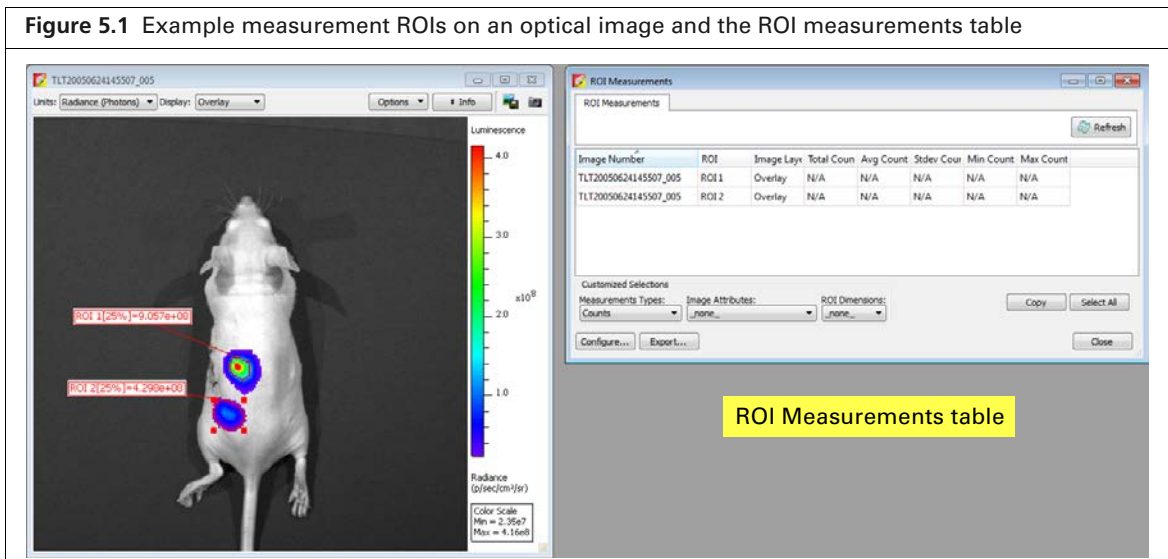 Figure 5.1 Example measurement ROIs on an optical image and the ROI measurements table
TLT20050624145507_005
Units: Radiance (Photons) Display: Overlay Options Info
Luminescence
4.0
3.0
x10^8
2.0
1.0
ROI 1[25%]=9.057e+08
ROI 2[25%]=4.298e+08
Radiance
(p/sec/cm²/sr)
Color Scale
Min = 2.35e7
Max = 4.16e8
ROI Measurements
ROI Measurements
Refresh
Image Number ROI Image Laye Total Coun Avg Count Stdev Coun Min Count Max Count
TLT20050624145507_005 ROI 1 Overlay N/A N/A N/A N/A N/A
TLT20050624145507_005 ROI 2 Overlay N/A N/A N/A N/A N/A
Customized Selections
Measurements Types: Image Attributes: ROI Dimensions:
Counts _none_ _none_ Copy Select All
Configure... Export... Close
ROI Measurements table